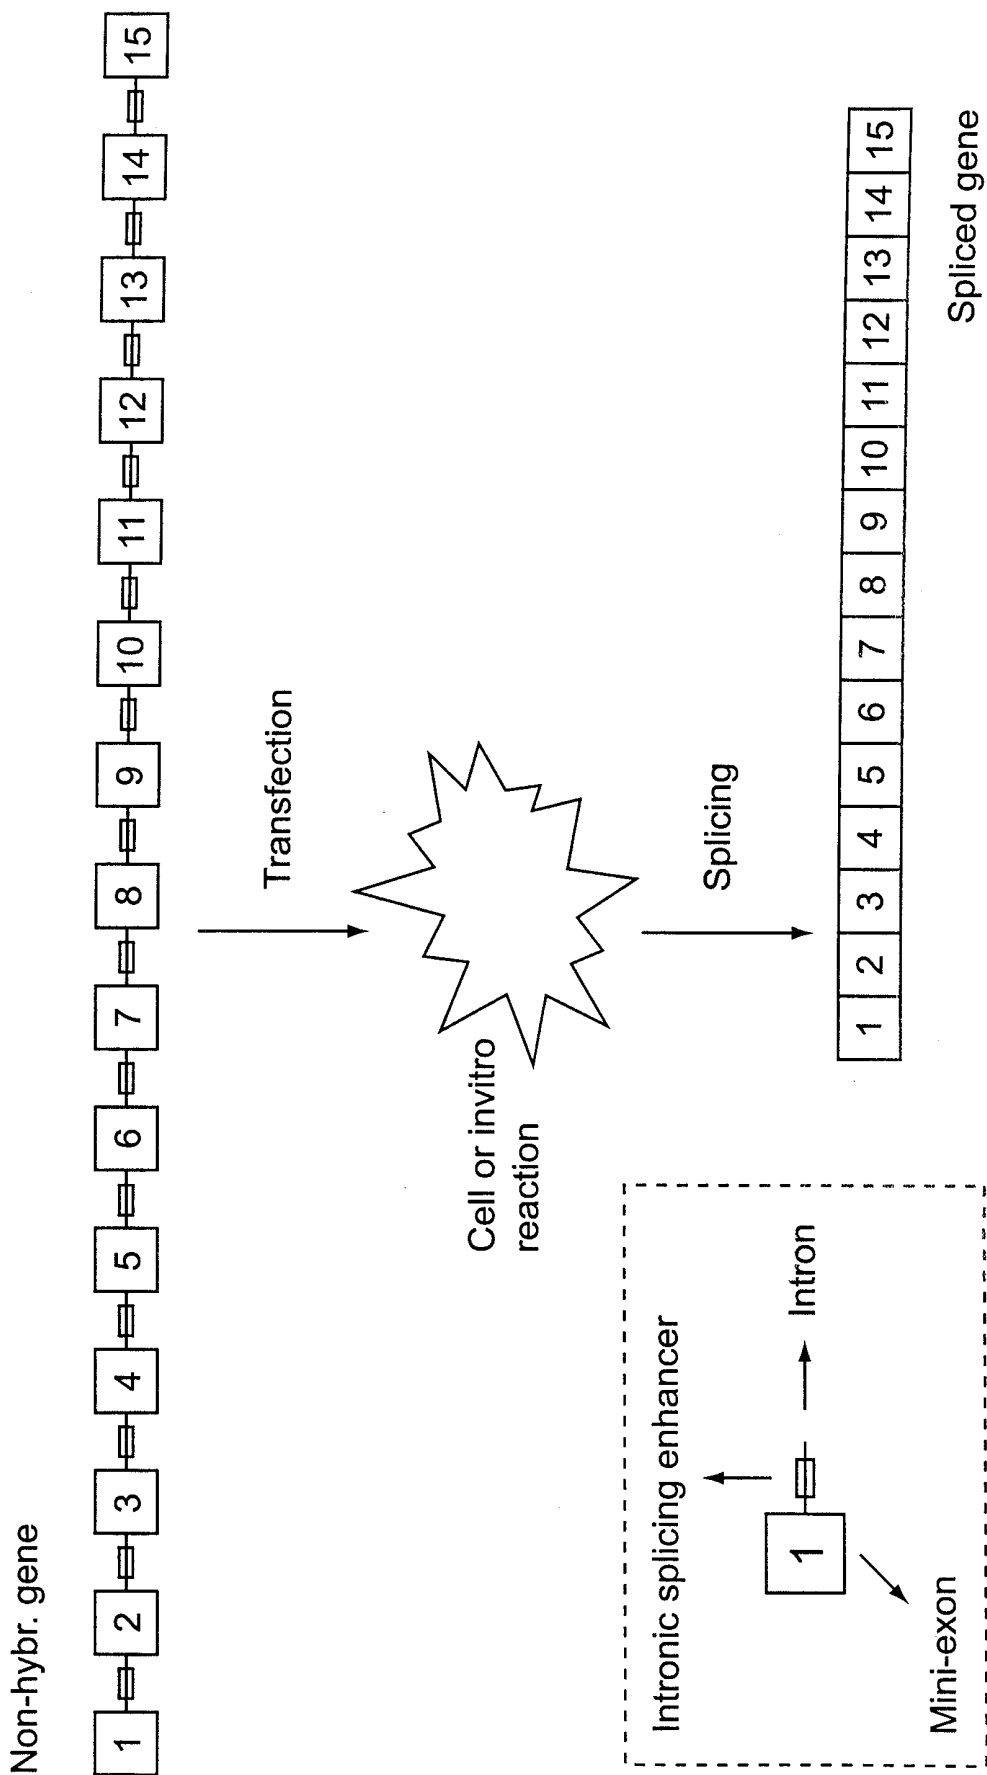 Non-hybr. gene
1 2 3 4 5 6 7 8 9 10 11 12 13 14 15
Transfection
Cell or invitro
reaction
Splicing
1 2 3 4 5 6 7 8 9 10 11 12 13 14 15
Spliced gene
Intronic splicing enhancer
1
Intron
Mini-exon